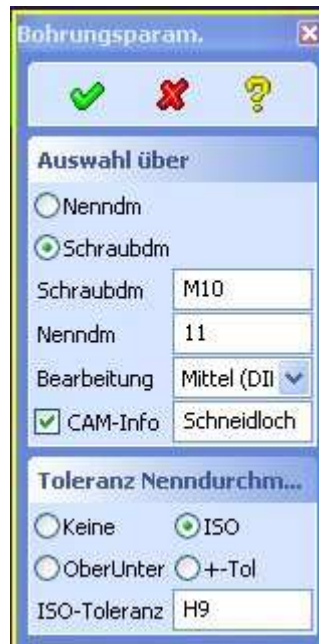 Bohrungsparam.
Auswahl über
Nenndm
Schraubdm
Schraubdm M10
Nenndm 11
Bearbeitung Mittel (DII
CAM-Info Schneidloch
Toleranz Nenndurchm...
Keine ISO
OberUnter +-Tol
ISO-Toleranz H9